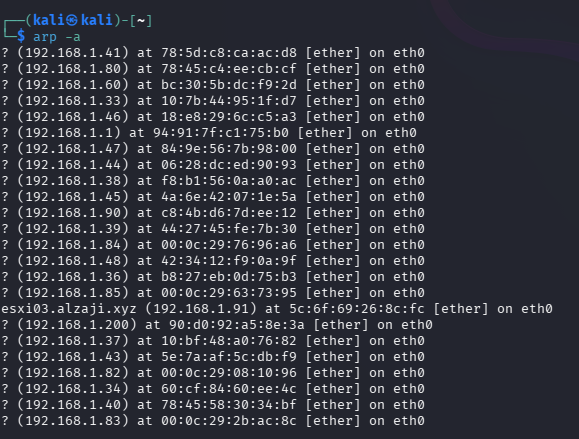 ┌──(kali㉿kali)-[~]
└─$ arp -a
? (192.168.1.41) at 78:5d:c8:ca:ac:d8 [ether] on eth0
? (192.168.1.80) at 78:45:c4:ee:cb:cf [ether] on eth0
? (192.168.1.60) at bc:30:5b:dc:f9:2d [ether] on eth0
? (192.168.1.33) at 10:7b:44:95:1f:d7 [ether] on eth0
? (192.168.1.46) at 18:e8:29:6c:c5:a3 [ether] on eth0
? (192.168.1.1) at 94:91:7f:c1:75:b0 [ether] on eth0
? (192.168.1.47) at 84:9e:56:7b:98:00 [ether] on eth0
? (192.168.1.44) at 06:28:dc:ed:90:93 [ether] on eth0
? (192.168.1.38) at f8:b1:56:0a:a0:ac [ether] on eth0
? (192.168.1.45) at 4a:6e:42:07:1e:5a [ether] on eth0
? (192.168.1.90) at c8:4b:d6:7d:ee:12 [ether] on eth0
? (192.168.1.39) at 44:27:45:fe:7b:30 [ether] on eth0
? (192.168.1.84) at 00:0c:29:76:96:a6 [ether] on eth0
? (192.168.1.48) at 42:34:12:f9:0a:9f [ether] on eth0
? (192.168.1.36) at b8:27:eb:0d:75:b3 [ether] on eth0
? (192.168.1.85) at 00:0c:29:63:73:95 [ether] on eth0
esxi03.alzaji.xyz (192.168.1.91) at 5c:6f:69:26:8c:fc [ether] on eth0
? (192.168.1.200) at 90:d0:92:a5:8e:3a [ether] on eth0
? (192.168.1.37) at 10:bf:48:a0:76:82 [ether] on eth0
? (192.168.1.43) at 5e:7a:af:5c:db:f9 [ether] on eth0
? (192.168.1.82) at 00:0c:29:08:10:96 [ether] on eth0
? (192.168.1.34) at 60:cf:84:60:ee:4c [ether] on eth0
? (192.168.1.40) at 78:45:58:30:34:bf [ether] on eth0
? (192.168.1.83) at 00:0c:29:2b:ac:8c [ether] on eth0